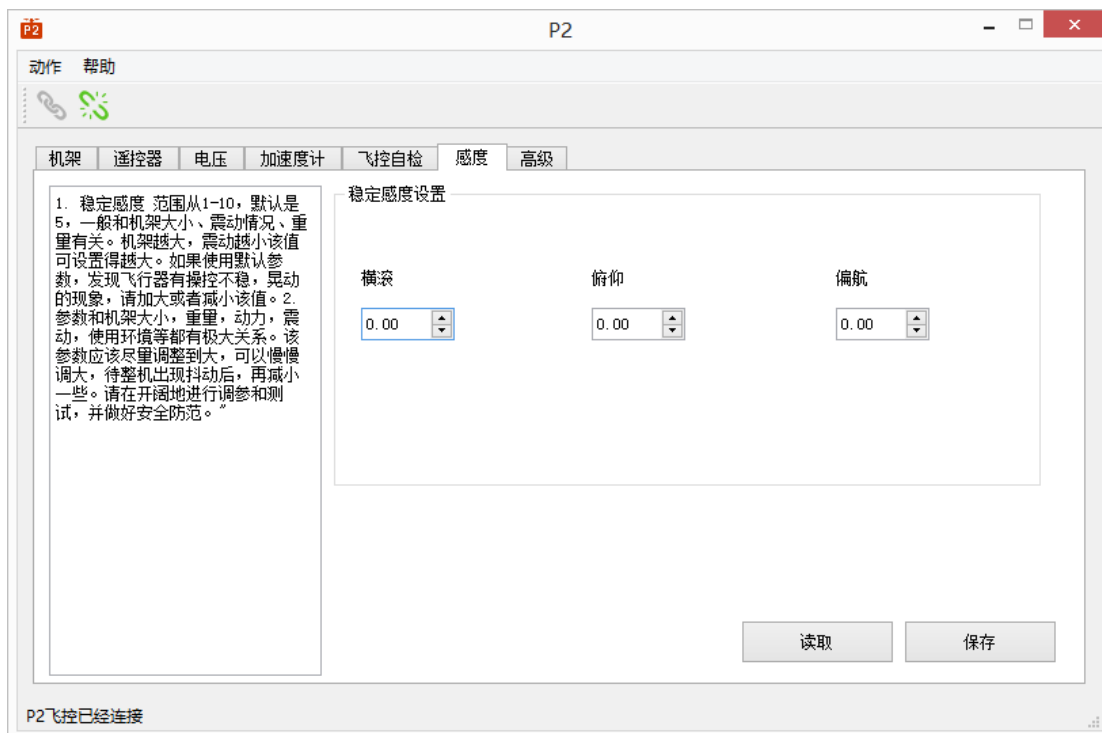 P2
P2
动作 帮助
机架 遥控器 电压 加速度计 飞控自检 感度 高级
1. 稳定感度 范围从1-10，默认是
5，一般和机架大小、震动情况、重
量有关。机架越大，震动越小该值
可设置得越大。如果使用默认参
数，发现飞行器有操控不稳，晃动
的现象，请加大或者减小该值。2.
参数和机架大小，重量，动力，震
动，使用环境等都有极大关系。该
参数应该尽量调整到大，可以慢慢
调大，待整机出现抖动后，再减小
一些。请在开阔地进行调参和测
试，并做好安全防范。"
稳定感度设置
横滚 俯仰 偏航
0.00 0.00 0.00
读取 保存
P2飞控已经连接